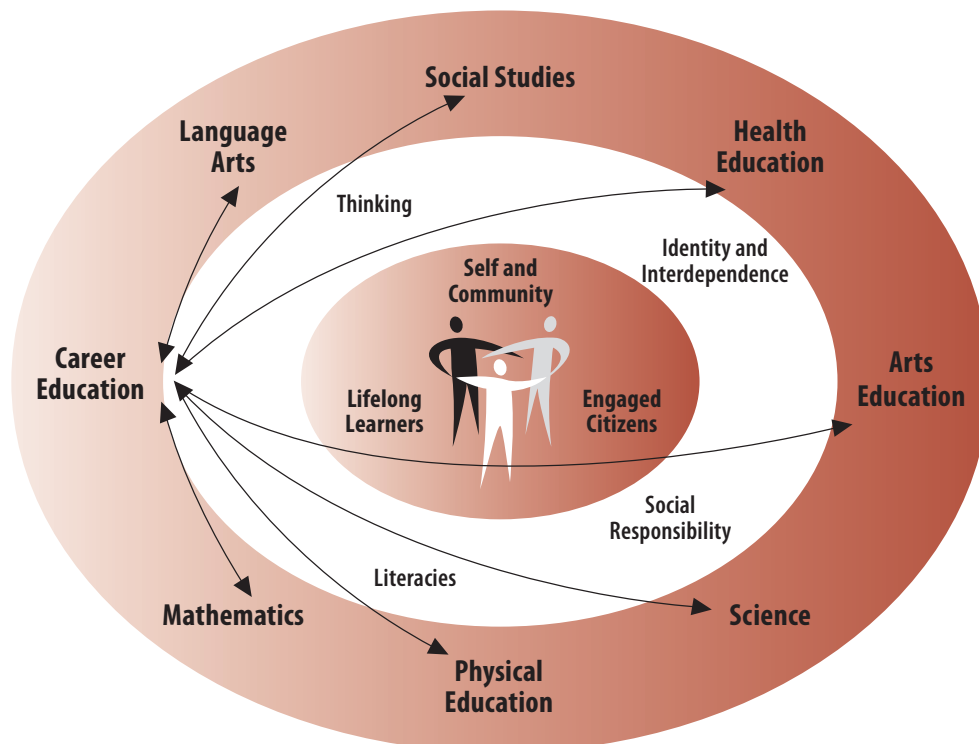 Social Studies
Language
Arts
Health
Education
Thinking
Identity and
Interdependence
Self and
Community
Career
Education
Lifelong
Learners
Engaged
Citizens
Arts
Education
Social
Responsibility
Literacies
Mathematics
Science
Physical
Education